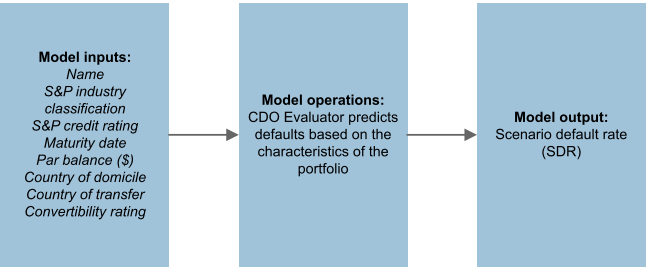 Model inputs:
Name
S&P industry
classification
S&P credit rating
Maturity date
Par balance ($)
Country of domicile
Country of transfer
Convertibility rating
Model operations:
CDO Evaluator predicts
defaults based on the
characteristics of the
portfolio
Model output:
Scenario default rate
(SDR)